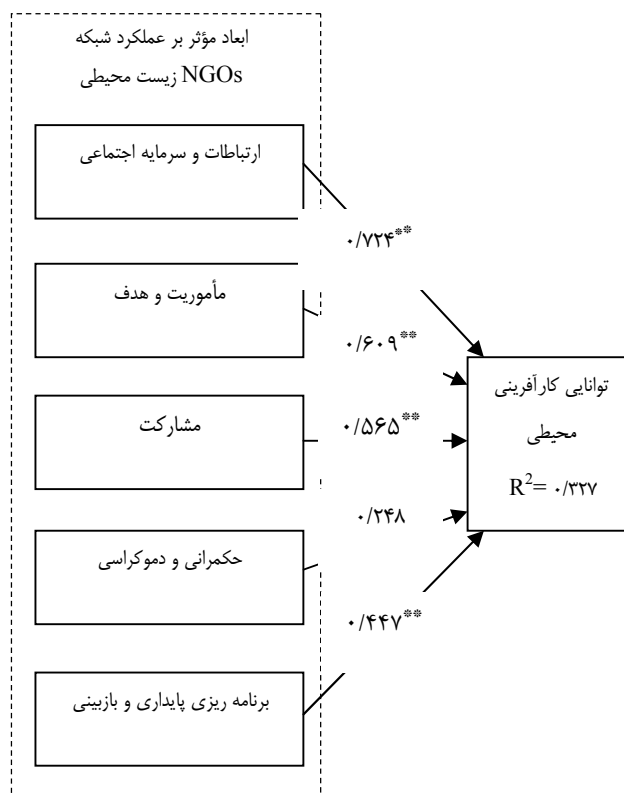 ابعاد مؤثر بر عملکرد شبکه
NGOs زیست محیطی
ارتباطات و سرمایه اجتماعی
۰/۷۲۴**
مأموریت و هدف
۰/۶۰۹**
مشارکت
۰/۵۶۵**
حکمرانی و دموکراسی
۰/۲۴۸
برنامه ریزی پایداری و بازبینی
۰/۴۴۷**
توانایی کارآفرینی
محیطی
R²= ۰/۳۲۷